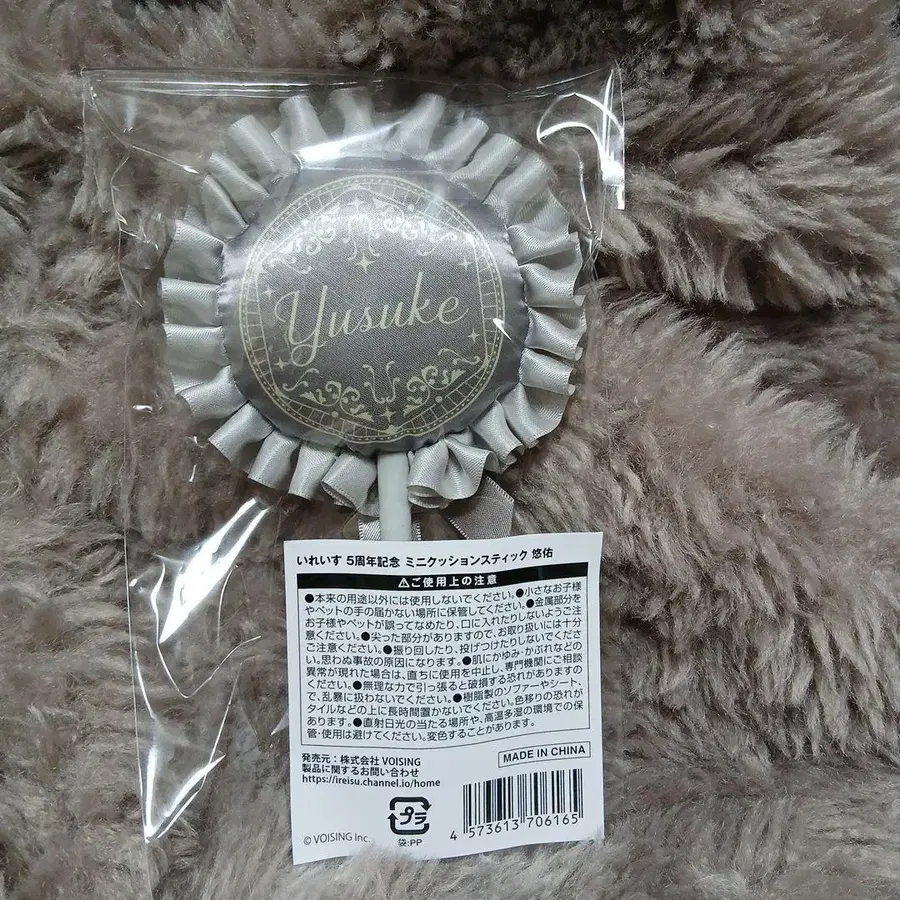 Yusuke
いれいす 5周年記念 ミニクッションスティック 悠佑
⚠ご使用上の注意
●本来の用途以外には使用しないでください。●小さなお子様
やペットの手の届かない場所に保管してください。●金属部分を
お子様やペットが誤ってなめたり、口に入れたりしないようご注
意ください。●尖った部分がありますので、お取り扱いには十分
ご注意ください。●振り回したり、投げつけたりしないでくださ
い。思わぬ事故の原因になります。●肌にかゆみ・かぶれなどの
異常が現れた場合は、直ちに使用を中止し、専門機関にご相談
ください。●無理な力で引っ張ると破損する恐れがありますの
で、乱暴に扱わないでください。●樹脂製のソファーやシート、
タイルなどの上に長時間置かないでください。色移りの恐れが
あります。●直射日光の当たる場所や、高温多湿の環境での保
管・使用は避けてください。変色することがあります。
発売元：株式会社 VOISING
製品に関するお問い合わせ
https://ireisu.channel.io/home
MADE IN CHINA
プラ
袋:PP
© VOISING Inc.
4 573613 706165